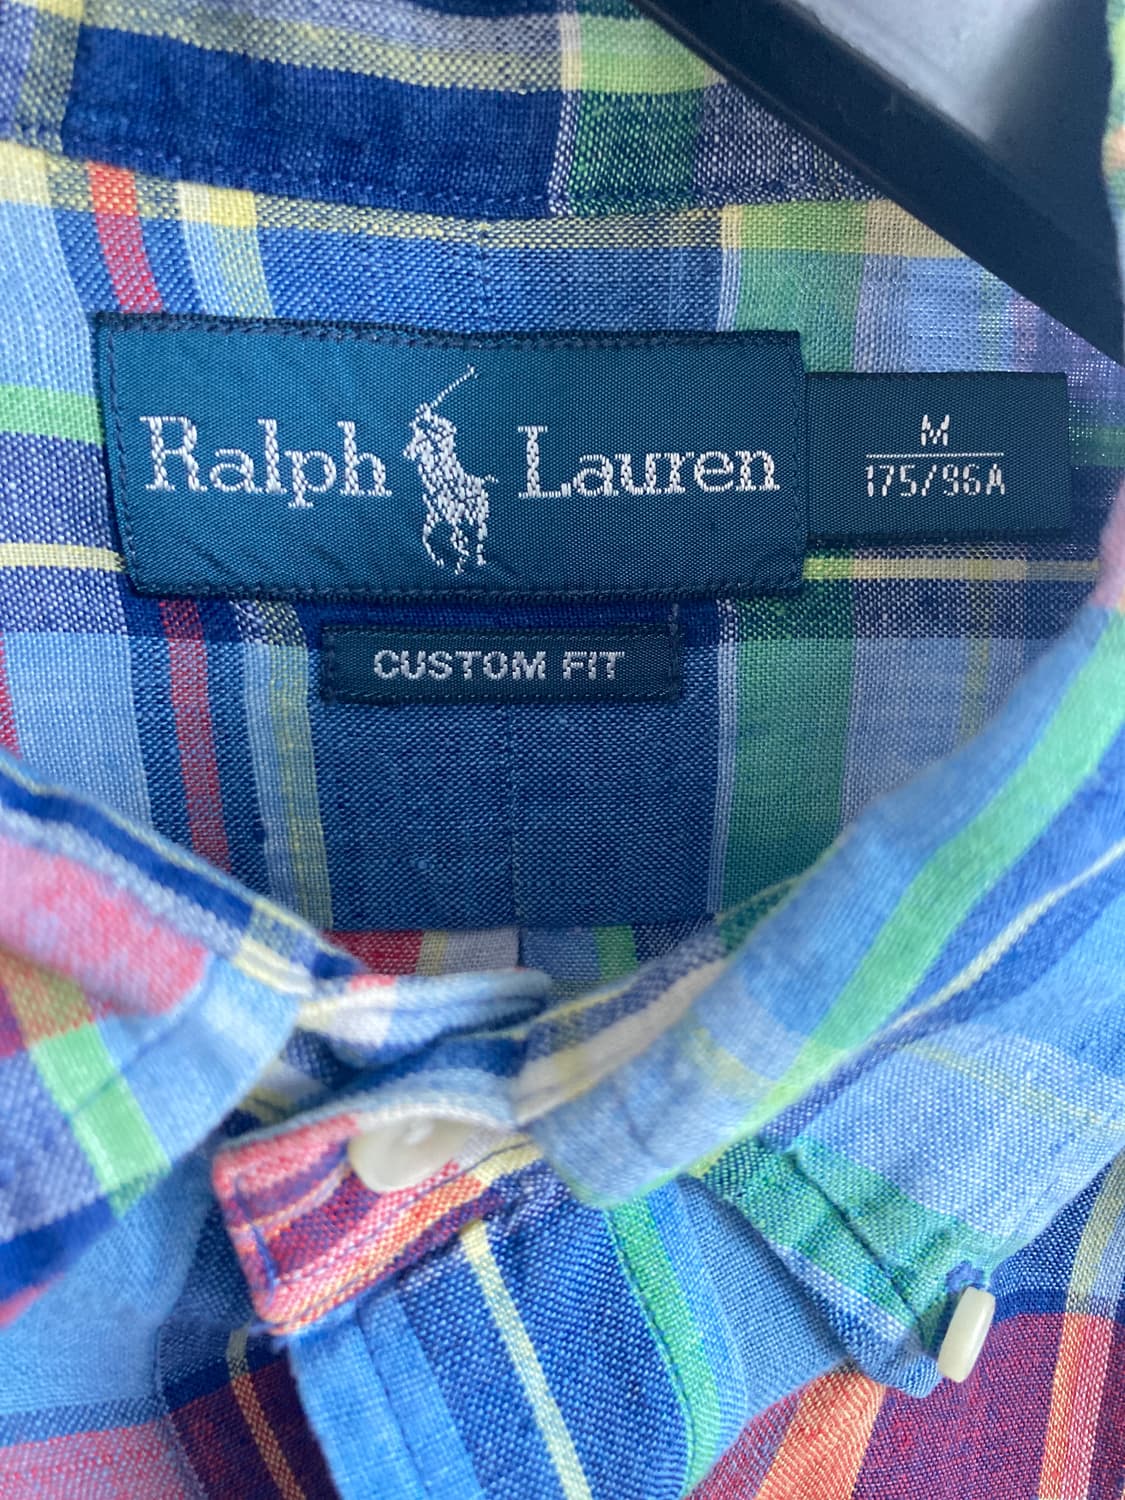 Ralph Lauren
M
175/96A
CUSTOM FIT